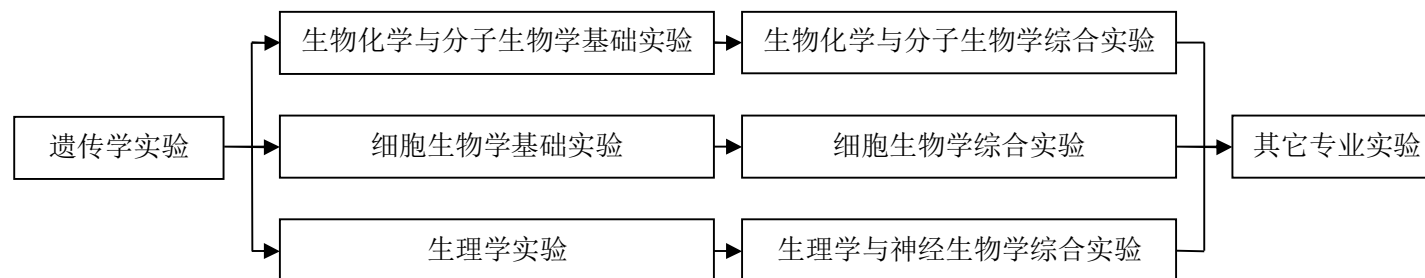 生物化学与分子生物学基础实验
生物化学与分子生物学综合实验
遗传学实验
细胞生物学基础实验
细胞生物学综合实验
其它专业实验
生理学实验
生理学与神经生物学综合实验